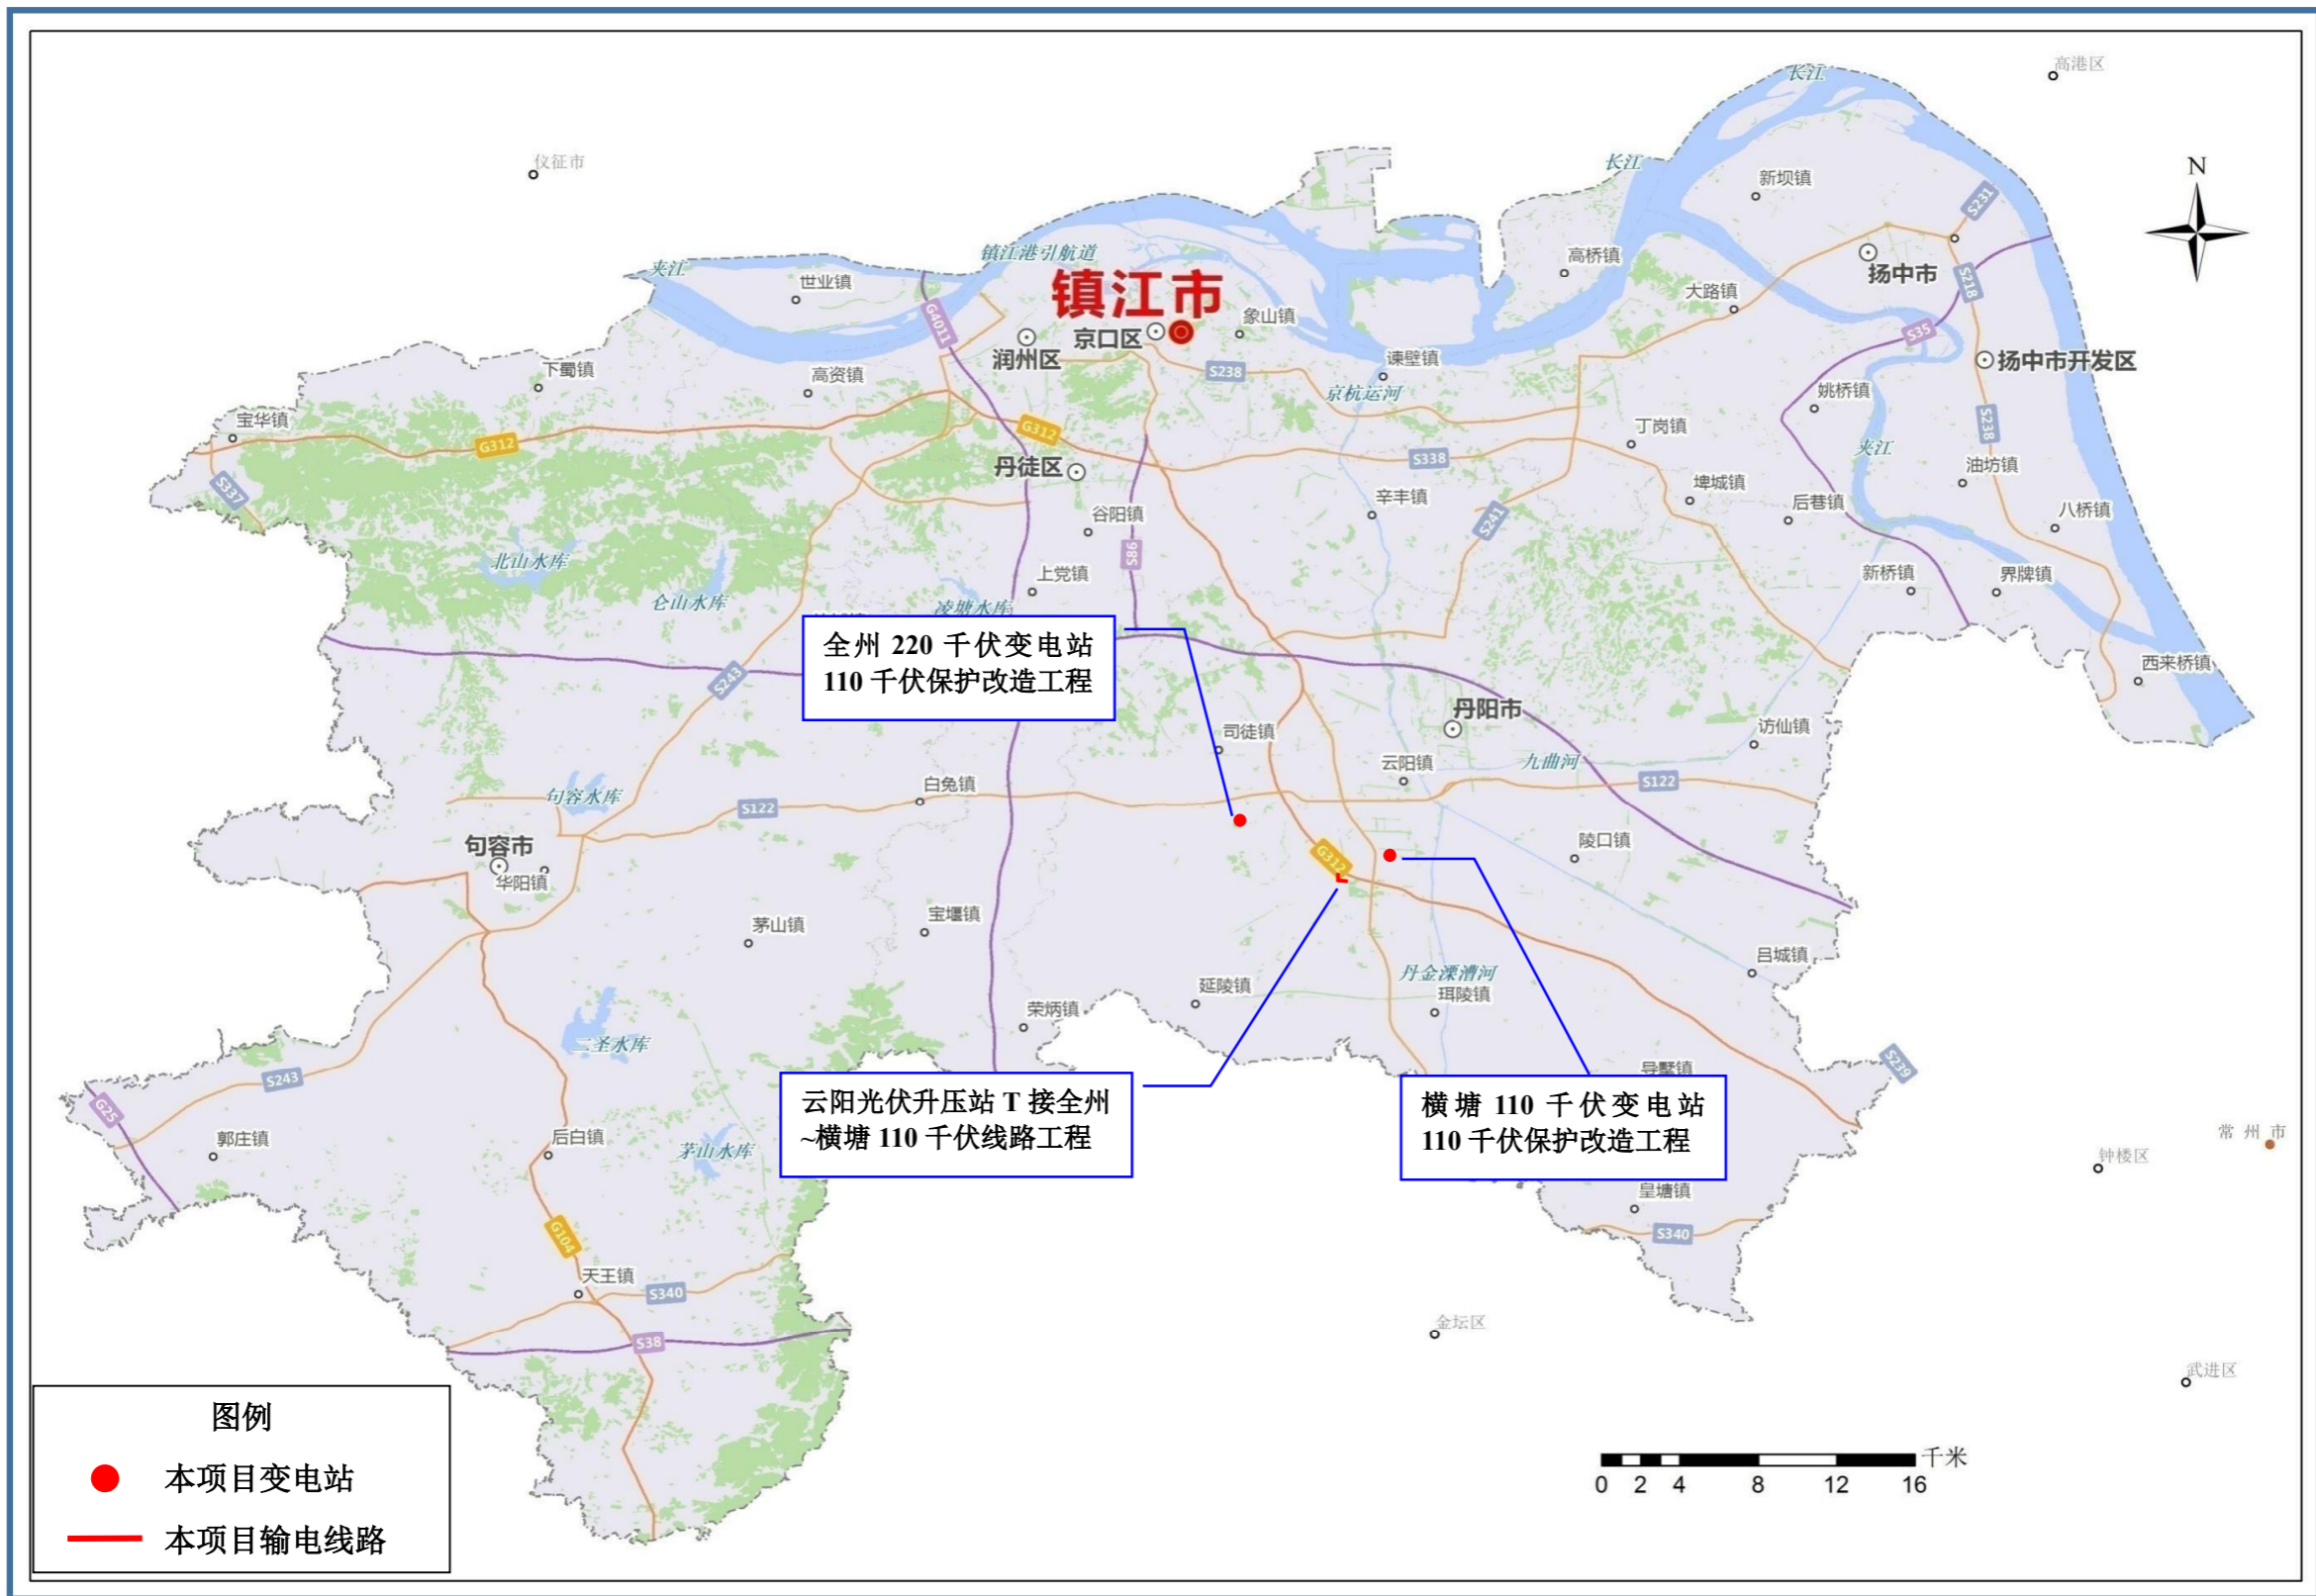 高港区
长江
仪征市
长江
新坝镇
S231
N
镇江港引航道
夹江
世业镇
高桥镇
扬中市
S218
大路镇
镇江市
G4011
象山镇
京口区
润州区
S35
谏壁镇
扬中市开发区
下蜀镇
高资镇
S238
京杭运河
姚桥镇
宝华镇
G312
G312
丁岗镇
S238
夹江
丹徒区
S338
油坊镇
S337
辛丰镇
埤城镇
后巷镇
八桥镇
谷阳镇
S241
北山水库
S86
上党镇
新桥镇
界牌镇
仑山水库
凌塘水库
全州 220 千伏变电站
110 千伏保护改造工程
S243
西来桥镇
丹阳市
司徒镇
访仙镇
云阳镇
九曲河
S122
白兔镇
句容水库
S122
句容市
华阳镇
G312
陵口镇
茅山镇
宝堰镇
吕城镇
丹金溧漕河
延陵镇
珥陵镇
荣炳镇
二圣水库
S243
G25
导墅镇
S239
云阳光伏升压站 T 接全州
~横塘 110 千伏线路工程
横塘 110 千伏变电站
110 千伏保护改造工程
郭庄镇
后白镇
茅山水库
常州市
钟楼区
皇塘镇
G104
S340
天王镇
S340
S38
金坛区
武进区
图例
本项目变电站
本项目输电线路
千米
0 2 4 8 12 16